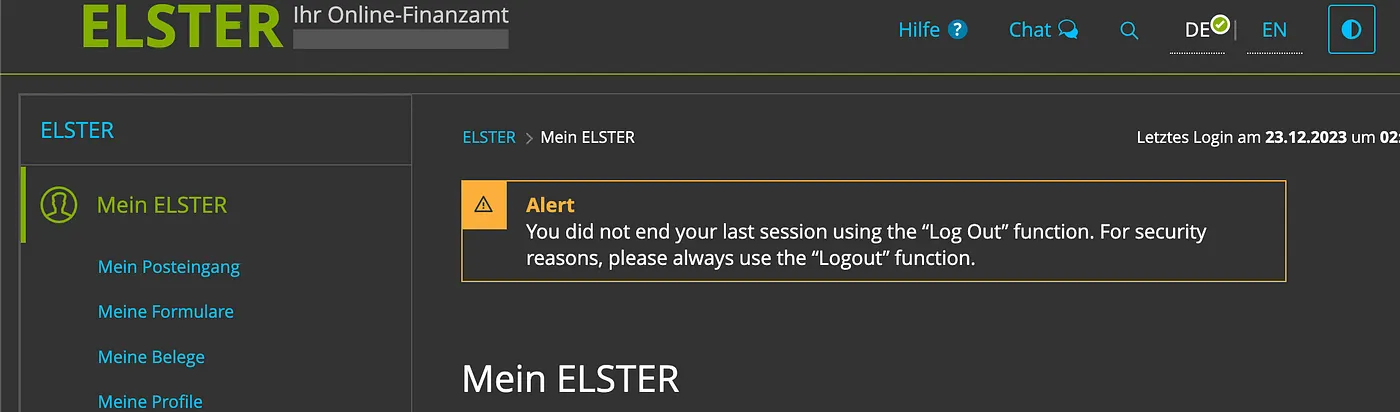 ELSTER
Ihr Online-Finanzamt
Hilfe ?
Chat
DE | EN
ELSTER
Mein ELSTER
Mein Posteingang
Meine Formulare
Meine Belege
Meine Profile
ELSTER > Mein ELSTER
Letztes Login am 23.12.2023 um 02:
Alert
You did not end your last session using the “Log Out” function. For security
reasons, please always use the “Logout” function.
Mein ELSTER